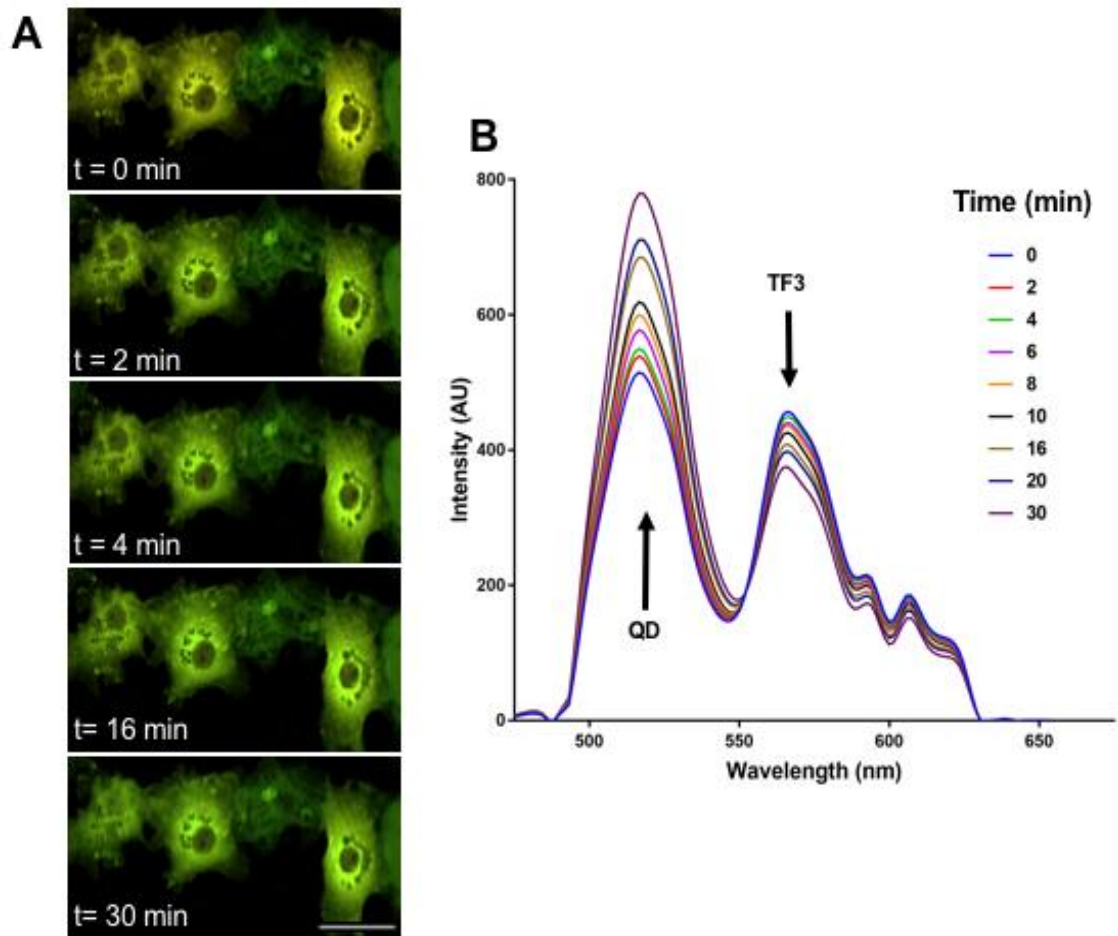 A
t = 0 min
t = 2 min
t = 4 min
t= 16 min
t= 30 min
B
800
600
400
200
0
Intensity (AU)
500
550
600
650
Wavelength (nm)
QD
TF3
Time (min)
0
2
4
6
8
10
16
20
30